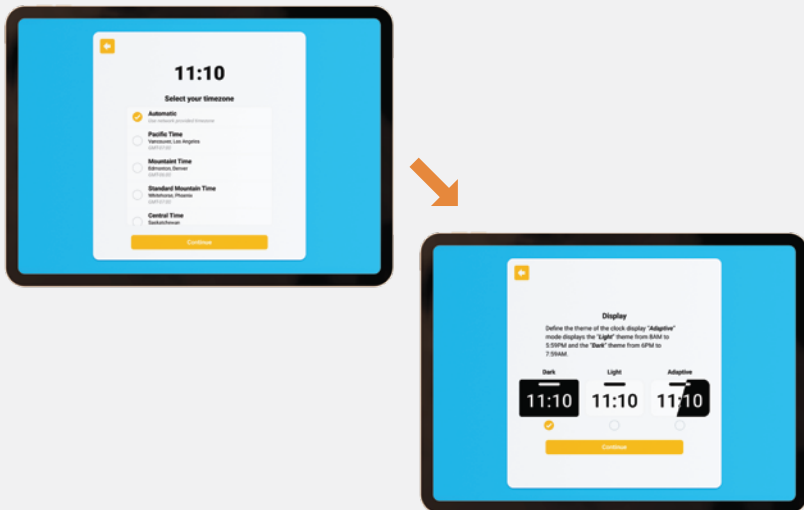 11:10
Select your timezone
Automatic
Use network provided timezone
Pacific Time
Vancouver, Los Angeles
Mountaint Time
Edmonton, Denver
Standard Mountain Time
Whitehorse, Phoenix
Central Time
Saskatchewan
Continue
Display
Define the theme of the clock display "Adaptive"
mode displays the "Light" theme from 8AM to
5:59PM and the "Dark" theme from 6PM to
7:59AM.
Dark Light Adaptive
11:10 11:10 11:10
Continue